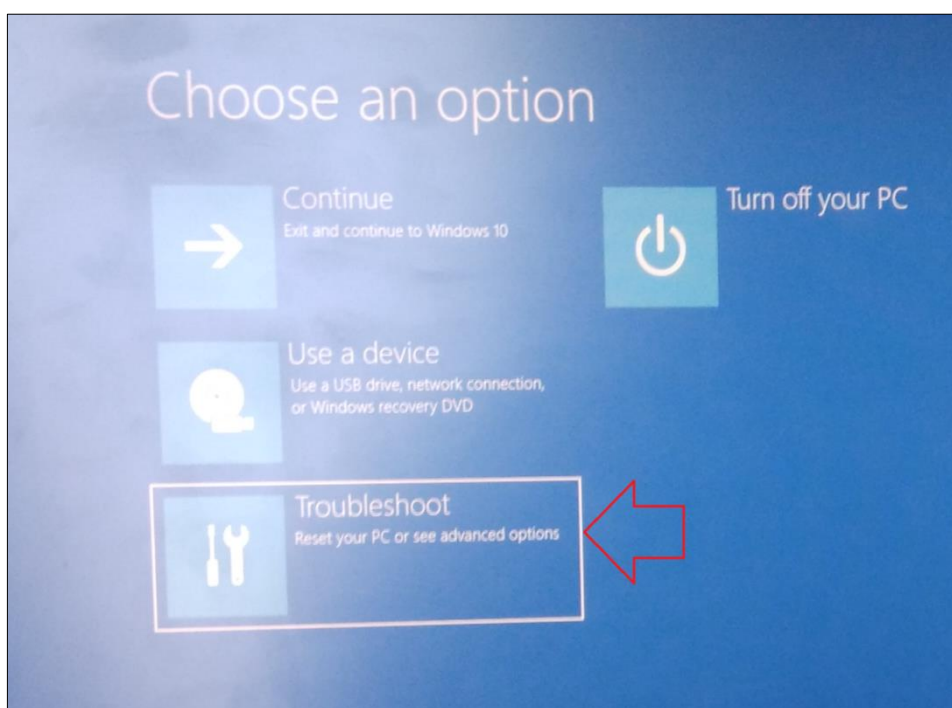 Choose an option
Continue
Exit and continue to Windows 10
Turn off your PC
Use a device
Use a USB drive, network connection,
or Windows recovery DVD
Troubleshoot
Reset your PC or see advanced options